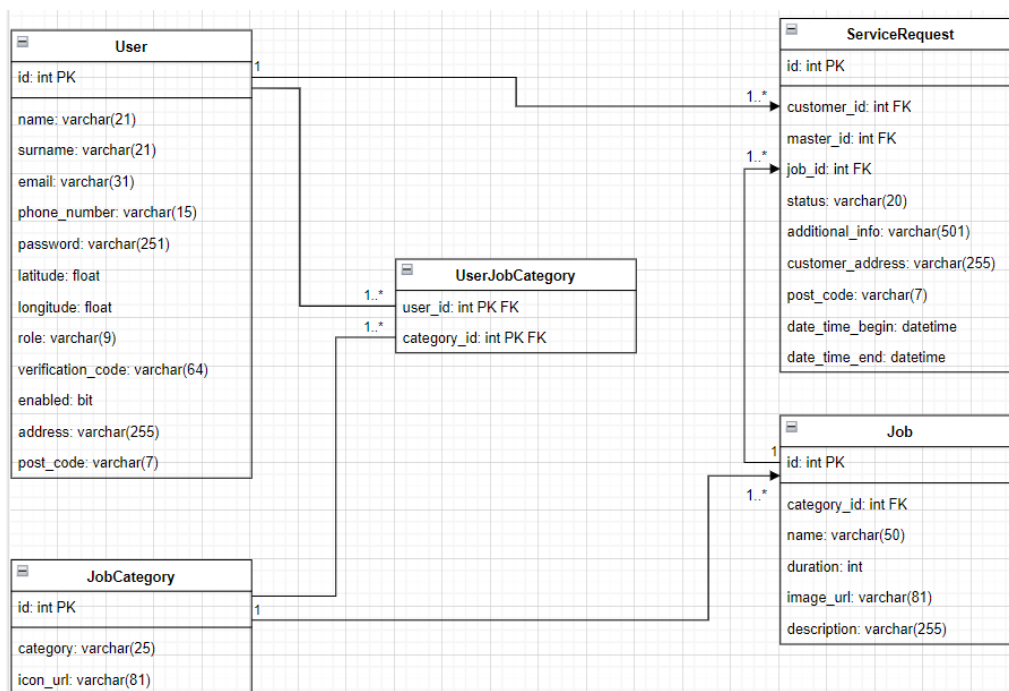 User
id: int PK
name: varchar(21)
surname: varchar(21)
email: varchar(31)
phone_number: varchar(15)
password: varchar(251)
latitude: float
longitude: float
role: varchar(9)
verification_code: varchar(64)
enabled: bit
address: varchar(255)
post_code: varchar(7)
1
1..*
1..*
ServiceRequest
id: int PK
customer_id: int FK
master_id: int FK
job_id: int FK
status: varchar(20)
additional_info: varchar(501)
customer_address: varchar(255)
post_code: varchar(7)
date_time_begin: datetime
date_time_end: datetime
1..*
1..*
UserJobCategory
user_id: int PK FK
category_id: int PK FK
Job
1
id: int PK
1..*
category_id: int FK
name: varchar(50)
duration: int
image_url: varchar(81)
description: varchar(255)
JobCategory
id: int PK
1
category: varchar(25)
icon_url: varchar(81)